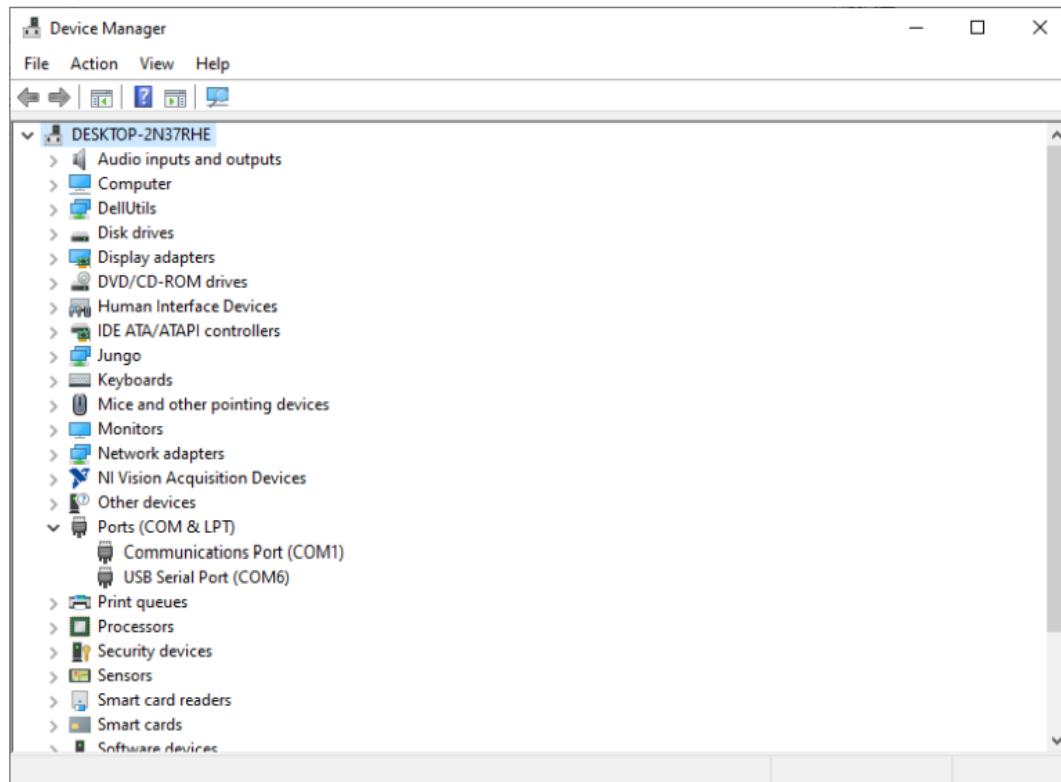 Device Manager
File Action View Help
DESKTOP-2N37RHE
Audio inputs and outputs
Computer
DellUtils
Disk drives
Display adapters
DVD/CD-ROM drives
Human Interface Devices
IDE ATA/ATAPI controllers
Jungo
Keyboards
Mice and other pointing devices
Monitors
Network adapters
NI Vision Acquisition Devices
Other devices
Ports (COM & LPT)
Communications Port (COM1)
USB Serial Port (COM6)
Print queues
Processors
Security devices
Sensors
Smart card readers
Smart cards
Software devices